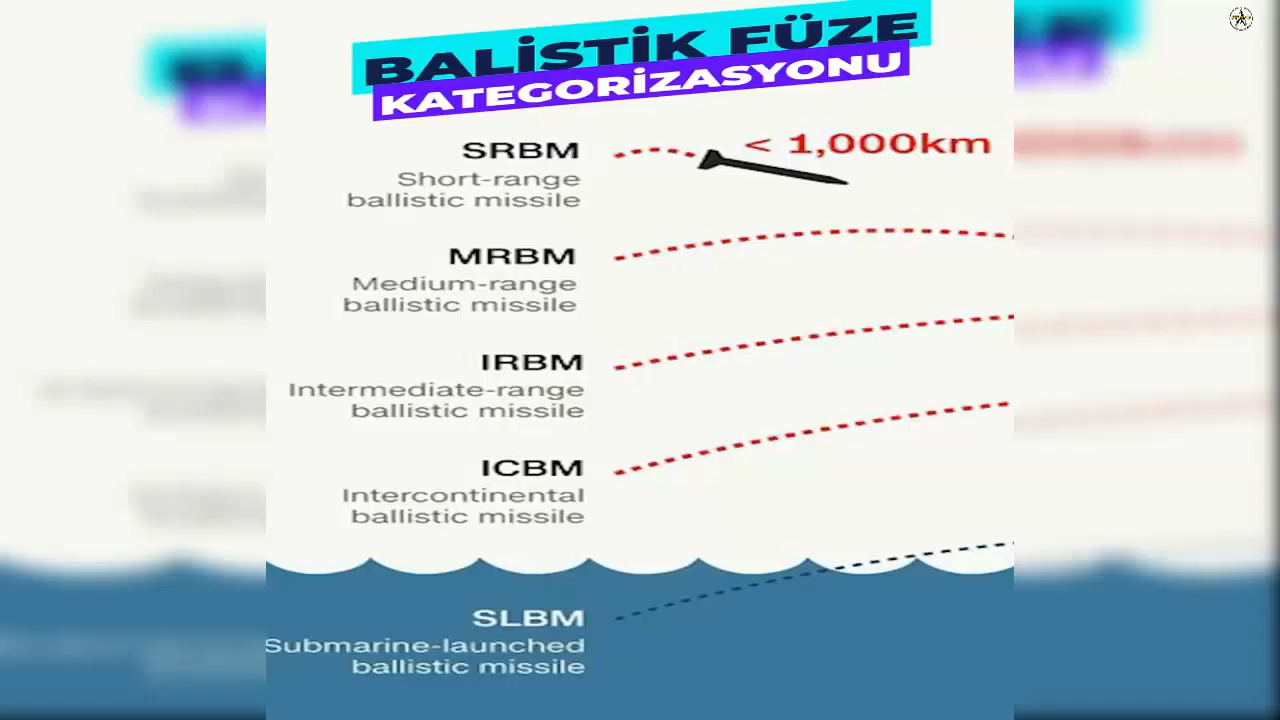 BALİSTİK FÜZE
KATEGORİZASYONU
SRBM
Short-range
ballistic missile
< 1,000km
MRBM
Medium-range
ballistic missile
IRBM
Intermediate-range
ballistic missile
ICBM
Intercontinental
ballistic missile
SLBM
Submarine-launched
ballistic missile